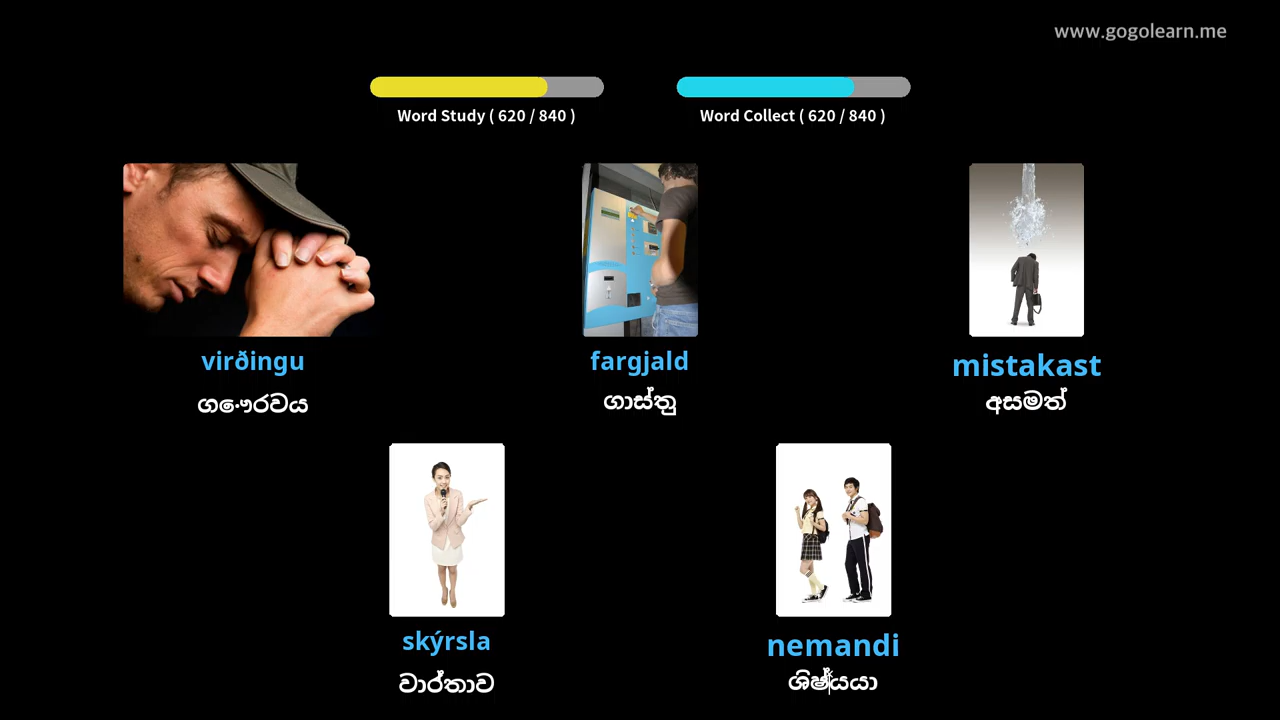 www.gogolearn.me
Word Study ( 620 / 840 )
Word Collect ( 620 / 840 )
virðingu
ගෞරවය
fargjald
ගාස්තු
mistakast
අසමත්
skýrsla
වාර්තාව
nemandi
ශිෂ්යයා